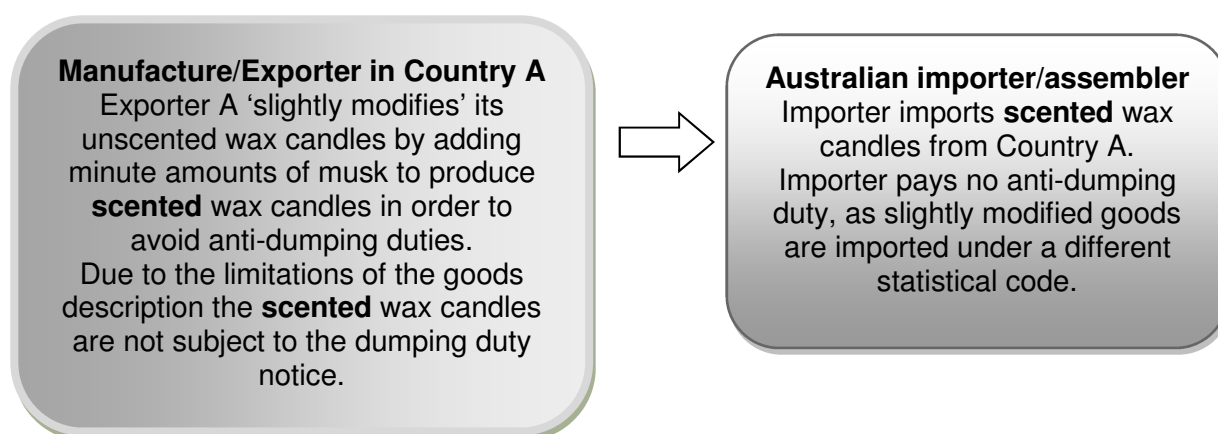 Manufacture/Exporter in Country A
Exporter A ‘slightly modifies’ its
unscented wax candles by adding
minute amounts of musk to produce
scented wax candles in order to
avoid anti-dumping duties.
Due to the limitations of the goods
description the scented wax candles
are not subject to the dumping duty
notice.
Australian importer/assembler
Importer imports scented wax
candles from Country A.
Importer pays no anti-dumping
duty, as slightly modified goods
are imported under a different
statistical code.